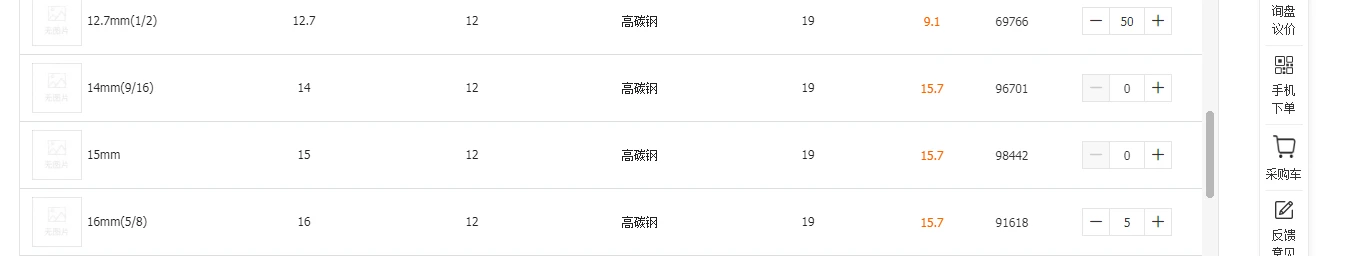 12.7mm(1/2) 12.7 12 高碳钢 19 9.1 69766 50
无图片
14mm(9/16) 14 12 高碳钢 19 15.7 96701 0
无图片
15mm 15 12 高碳钢 19 15.7 98442 0
无图片
16mm(5/8) 16 12 高碳钢 19 15.7 91618 5
无图片
询盘
议价
手机
下单
采购车
反馈
意见